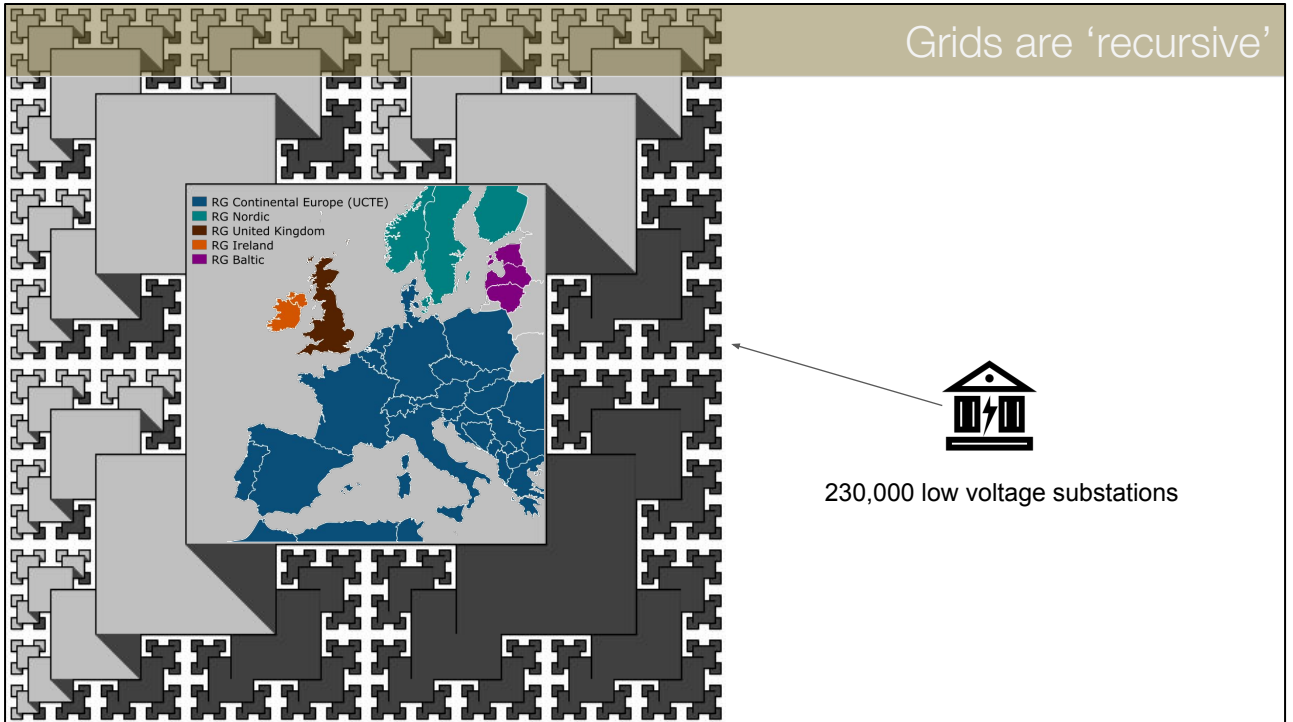 Grids are ‘recursive’
RG Continental Europe (UCTE)
RG Nordic
RG United Kingdom
RG Ireland
RG Baltic
230,000 low voltage substations